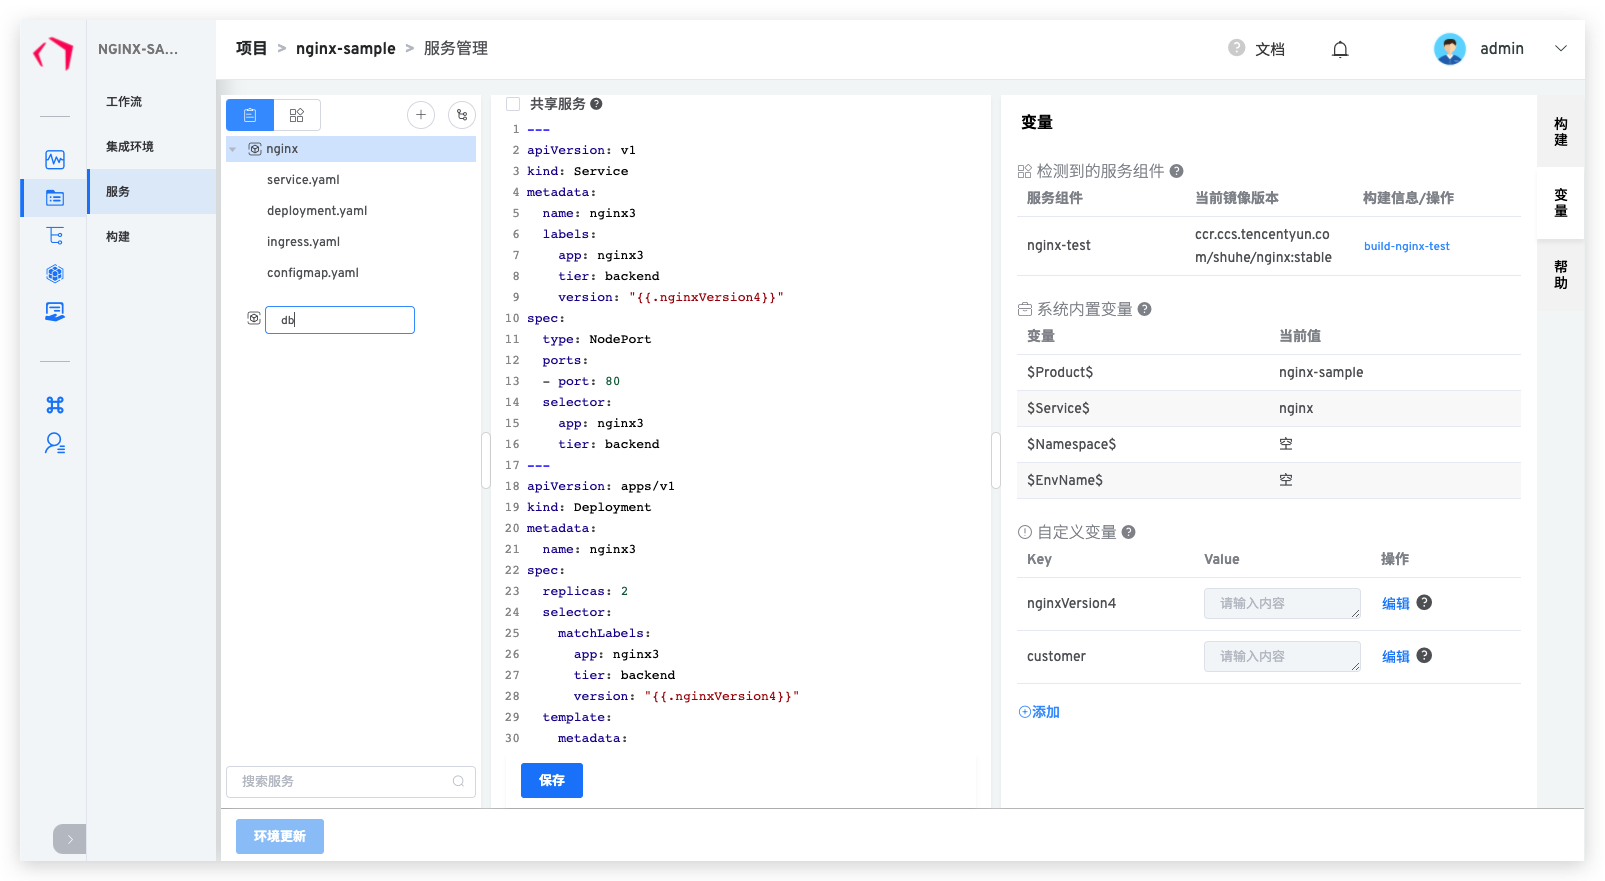 NGINX-SA...
项目 > nginx-sample > 服务管理
? 文档
admin
工作流
集成环境
服务
构建
nginx
service.yaml
deployment.yaml
ingress.yaml
configmap.yaml
db
搜索服务
共享服务 ?
1 ---
2 apiVersion: v1
3 kind: Service
4 metadata:
5   name: nginx3
6   labels:
7     app: nginx3
8     tier: backend
9     version: "{{.nginxVersion4}}"
10 spec:
11   type: NodePort
12   ports:
13   - port: 80
14   selector:
15     app: nginx3
16     tier: backend
17 ---
18 apiVersion: apps/v1
19 kind: Deployment
20 metadata:
21   name: nginx3
22 spec:
23   replicas: 2
24   selector:
25     matchLabels:
26       app: nginx3
27       tier: backend
28       version: "{{.nginxVersion4}}"
29   template:
30     metadata:
保存
变量
检测到的服务组件 ?
服务组件 当前镜像版本 构建信息/操作
nginx-test ccr.ccs.tencentyun.co
m/shuhe/nginx:stable build-nginx-test
系统内置变量 ?
变量 当前值
$Product$ nginx-sample
$Service$ nginx
$Namespace$ 空
$EnvName$ 空
自定义变量 ?
Key Value 操作
nginxVersion4 请输入内容 编辑 ?
customer 请输入内容 编辑 ?
添加
构建
变量
帮助
环境更新